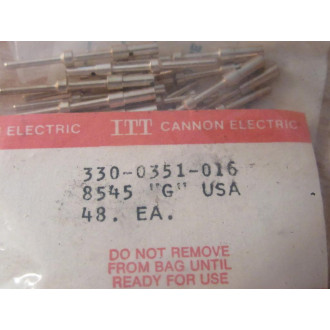 ELECTRIC ITT CANNON ELECTRIC
330-0351-016
8545 "G" USA
48. EA.
DO NOT REMOVE
FROM BAG UNTIL
READY FOR USE